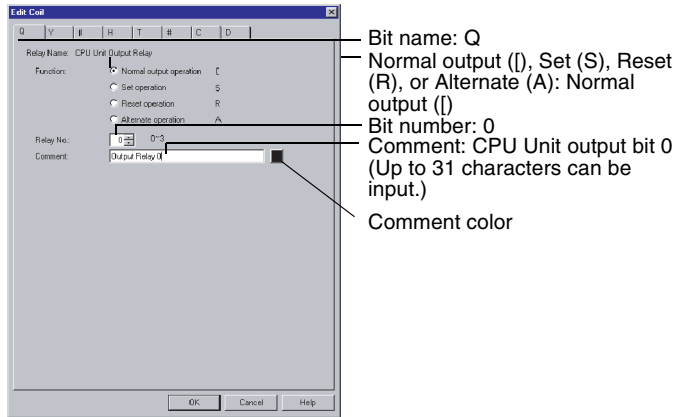 Edit Coil
Q Y M H T # C D
Relay Name: CPU Unit Output Relay
Function: Normal output operation [
Set operation S
Reset operation R
Alternate operation A
Relay No.: 0 0~3
Comment: Output Relay 0
OK Cancel Help
Bit name: Q
Normal output ([), Set (S), Reset
(R), or Alternate (A): Normal
output ([)
Bit number: 0
Comment: CPU Unit output bit 0
(Up to 31 characters can be
input.)
Comment color